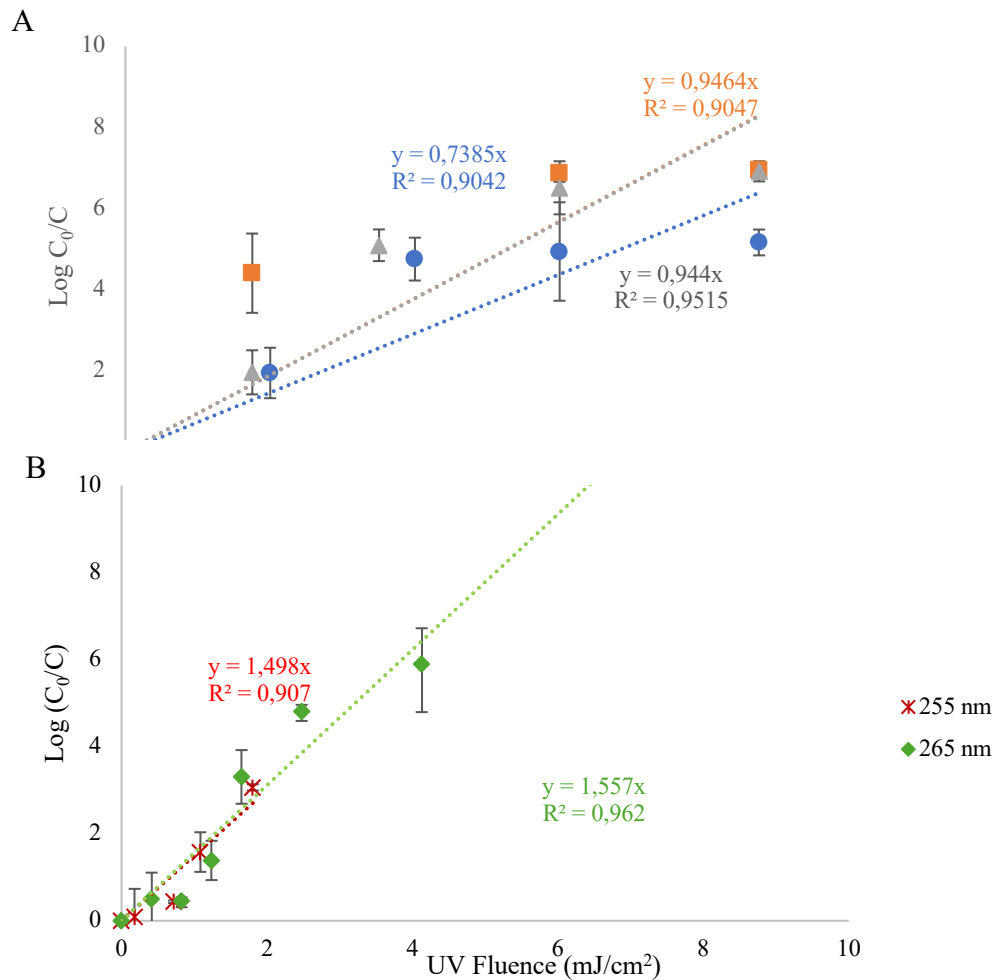 A
10
8
6
4
2
Log C₀/C
y = 0,9464x
R² = 0,9047
y = 0,7385x
R² = 0,9042
y = 0,944x
R² = 0,9515
B
10
8
6
4
2
0
Log (C₀/C)
y = 1,498x
R² = 0,907
y = 1,557x
R² = 0,962
255 nm
265 nm
0 2 4 6 8 10
UV Fluence (mJ/cm²)